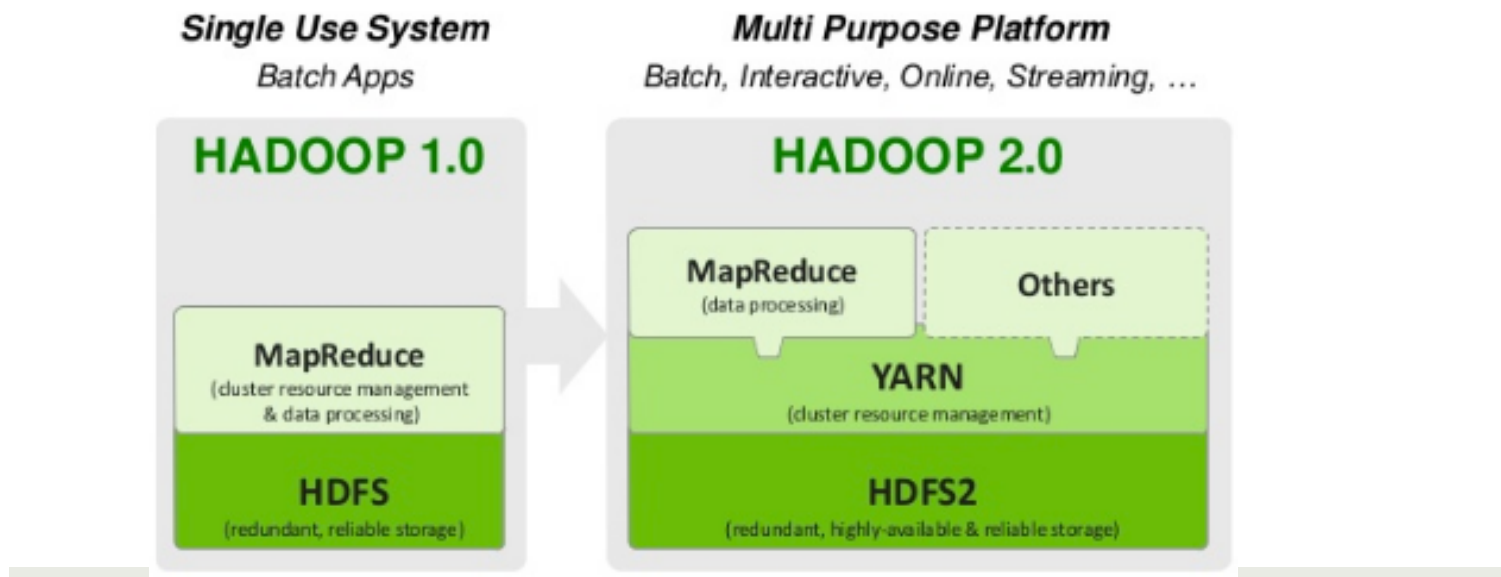 Single Use System
Batch Apps
HADOOP 1.0
MapReduce
(cluster resource management
& data processing)
HDFS
(redundant, reliable storage)
Multi Purpose Platform
Batch, Interactive, Online, Streaming, …
HADOOP 2.0
MapReduce
(data processing)
Others
YARN
(cluster resource management)
HDFS2
(redundant, highly-available & reliable storage)